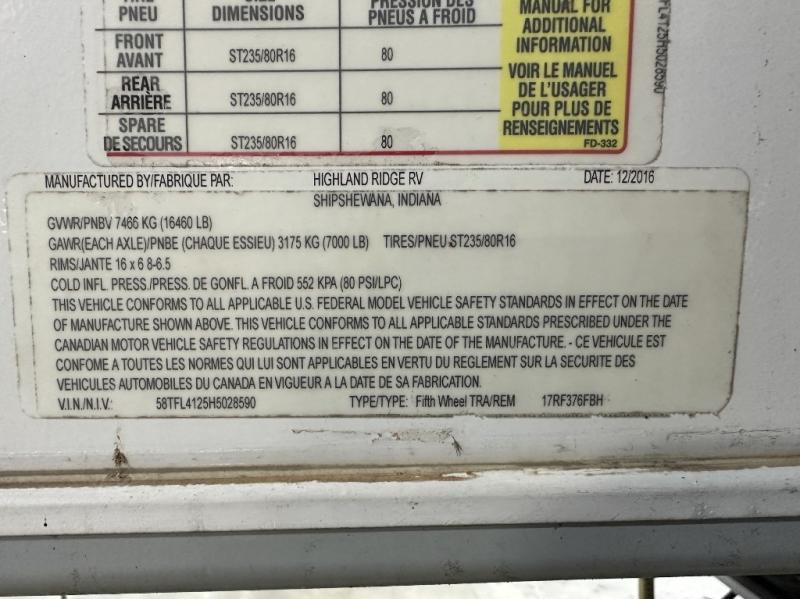 PNEU DIMENSIONS PRESSION DES PNEUS A FROID
FRONT AVANT ST235/80R16 80
REAR ARRIÈRE ST235/80R16 80
SPARE DE SECOURS ST235/80R16 80
MANUAL FOR
ADDITIONAL
INFORMATION
VOIR LE MANUEL
DE L'USAGER
POUR PLUS DE
RENSEIGNEMENTS
FD-332
MANUFACTURED BY/FABRIQUE PAR: HIGHLAND RIDGE RV DATE: 12/2016
SHIPSHEWANA, INDIANA
GVWR/PNBV 7466 KG (16460 LB)
GAWR(EACH AXLE)/PNBE (CHAQUE ESSIEU) 3175 KG (7000 LB) TIRES/PNEU ST235/80R16
RIMS/JANTE 16 x 6 8-6.5
COLD INFL. PRESS./PRESS. DE GONFL. A FROID 552 KPA (80 PSI/LPC)
THIS VEHICLE CONFORMS TO ALL APPLICABLE U.S. FEDERAL MODEL VEHICLE SAFETY STANDARDS IN EFFECT ON THE DATE
OF MANUFACTURE SHOWN ABOVE. THIS VEHICLE CONFORMS TO ALL APPLICABLE STANDARDS PRESCRIBED UNDER THE
CANADIAN MOTOR VEHICLE SAFETY REGULATIONS IN EFFECT ON THE DATE OF THE MANUFACTURE. - CE VEHICULE EST
CONFOME A TOUTES LES NORMES QUI LUI SONT APPLICABLES EN VERTU DU REGLEMENT SUR LA SECURITE DES
VEHICULES AUTOMOBILES DU CANADA EN VIGUEUR A LA DATE DE SA FABRICATION.
V.I.N./N.I.V: 58TFL4125H5028590 TYPE/TYPE: Fifth Wheel TRA/REM 17RF376FBH